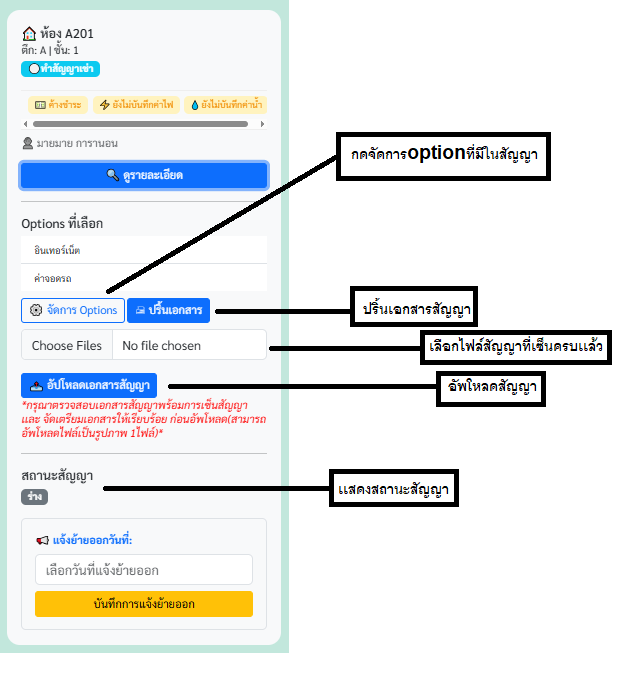 ห้อง A201
ตึก: A | ชั้น: 1
ทำสัญญาเช่า
ค้างชำระ
ยังไม่บันทึกค่าไฟ
ยังไม่บันทึกค่าน้ำ
มายมาย การานอน
ดูรายละเอียด
กดจัดการoptionที่มีในสัญญา
Options ที่เลือก
อินเทอร์เน็ต
ค่าจอดรถ
จัดการ Options
ปริ้นเอกสาร
ปริ้นเอกสารสัญญา
Choose Files
No file chosen
เลือกไฟล์สัญญาที่เซ็นครบแล้ว
อัปโหลดเอกสารสัญญา
อัพโหลดสัญญา
*กรุณาตรวจสอบเอกสารสัญญาพร้อมการเซ็นสัญญา
และ จัดเตรียมเอกสารให้เรียบร้อย ก่อนอัพโหลด(สามารถ
อัพโหลดไฟล์เป็นรูปภาพ 1ไฟล์)*
สถานะสัญญา
ร่าง
แสดงสถานะสัญญา
แจ้งย้ายออกวันที่:
เลือกวันที่แจ้งย้ายออก
บันทึกการแจ้งย้ายออก